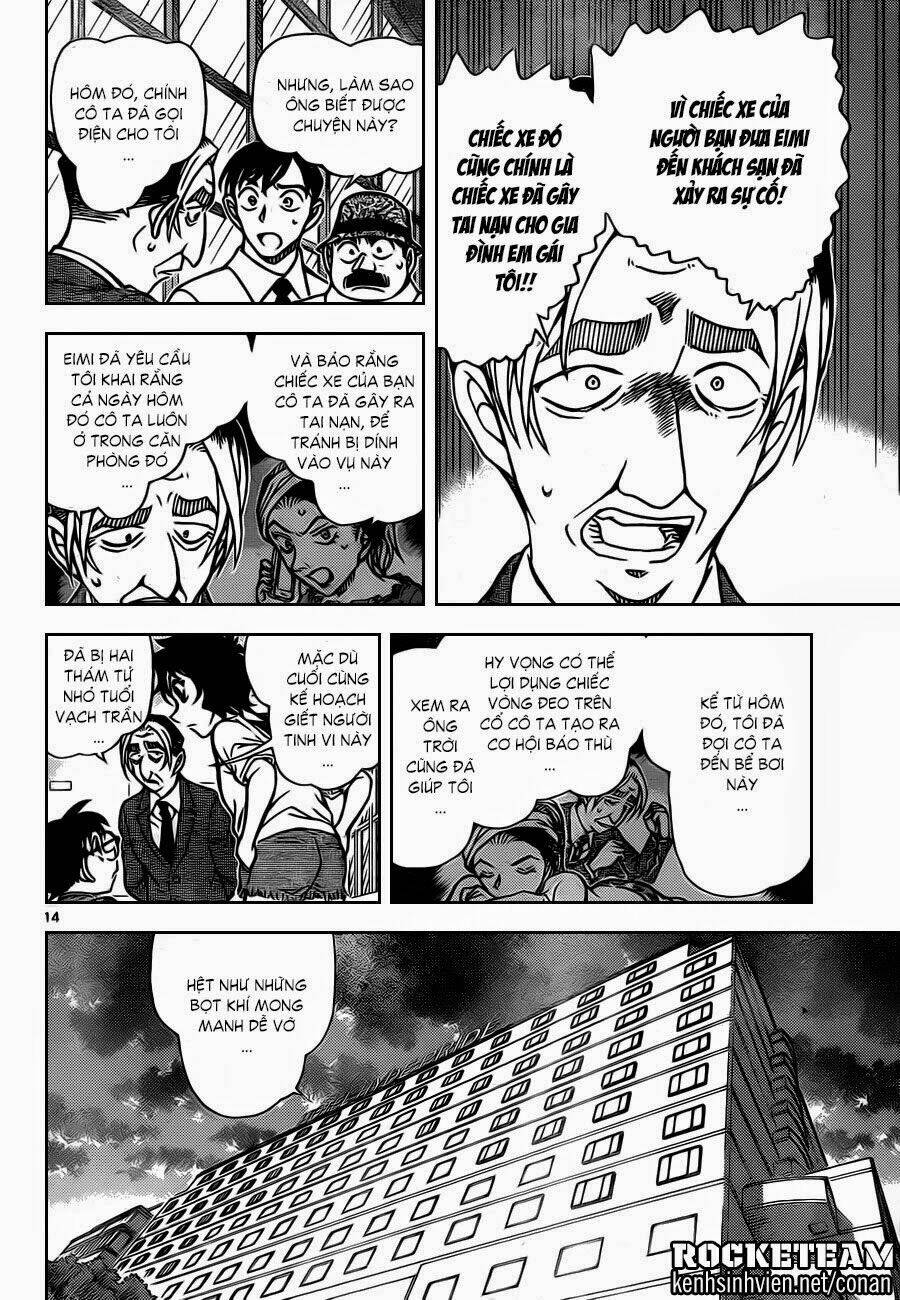 VÌ CHIẾC XE CỦA
NGƯỜI BẠN ĐƯA EIMI
ĐẾN KHÁCH SẠN ĐÃ
XẢY RA SỰ CỐ!
CHIẾC XE ĐÓ
CŨNG CHÍNH LÀ
CHIẾC XE ĐÃ GÂY
TAI NẠN CHO GIA
ĐÌNH EM GÁI
TÔI!!
NHƯNG, LÀM SAO
ÔNG BIẾT ĐƯỢC
CHUYỆN NÀY?
HÔM ĐÓ, CHÍNH
CÔ TA ĐÃ GỌI
ĐIỆN CHO TÔI
...
VÀ BẢO RẰNG
CHIẾC XE CỦA BẠN
CÔ TA ĐÃ GÂY RA
TAI NẠN, ĐỂ
TRÁNH BỊ DÍNH
VÀO VỤ NÀY
...
EIMI ĐÃ YÊU CẦU
TÔI KHAI RẰNG
CẢ NGÀY HÔM
ĐÓ CÔ TA LUÔN
Ở TRONG CĂN
PHÒNG ĐÓ
...
KỂ TỪ HÔM
ĐÓ, TÔI ĐÃ
ĐỢI CÔ TA
ĐẾN BỂ BƠI
NÀY
...
HY VỌNG CÓ THỂ
LỢI DỤNG CHIẾC
VÒNG ĐEO TRÊN
CỔ CÔ TA TẠO RA
CƠ HỘI BÁO THÙ
...
XEM RA
ÔNG
TRỜI
CŨNG ĐÃ
GIÚP TÔI
...
MẶC DÙ
CUỐI CÙNG
KẾ HOẠCH
GIẾT NGƯỜI
TINH VI NÀY
...
ĐÃ BỊ HAI
THÁM TỬ
NHỎ TUỔI
VẠCH TRẦN
...
14
HỆT NHƯ NHỮNG
BỌT KHÍ MONG
MANH DỄ VỠ
...
ROCKETEAM
kenhsinhvien.net/conan